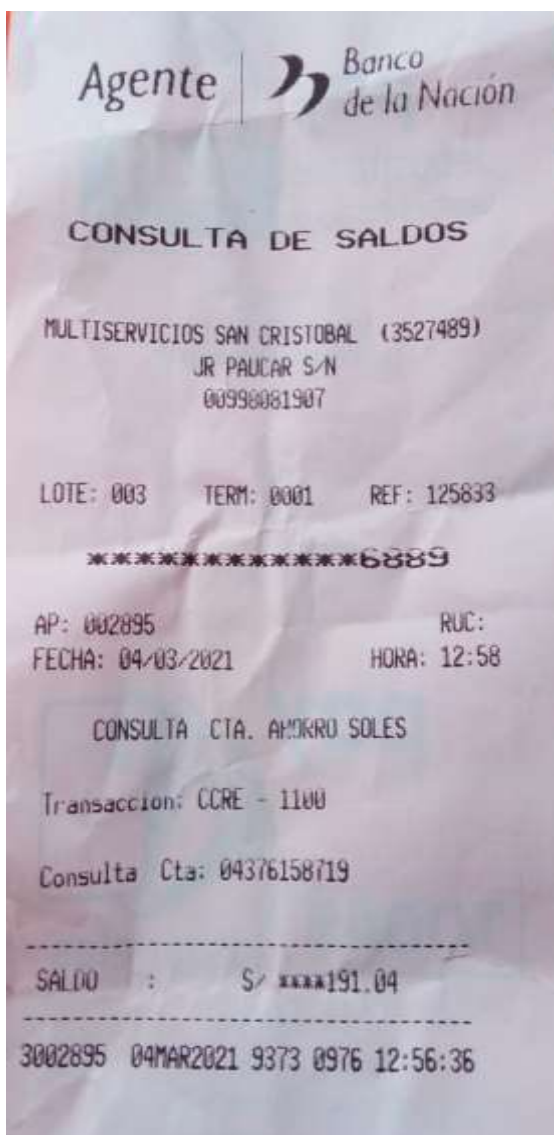 Agente
Banco
de la Nación
CONSULTA DE SALDOS
MULTISERVICIOS SAN CRISTOBAL (3527489)
JR PAUCAR S/N
00990081907
LOTE: 003 TERM: 0001 REF: 125833
************6889
AP: 002895 RUC:
FECHA: 04/03/2021 HORA: 12:58
CONSULTA CTA. AHORRO SOLES
Transaccion: CCRE - 1100
Consulta Cta: 04376158719
SALDO : S/ ****191.04
3002895 04MAR2021 9373 0976 12:56:36